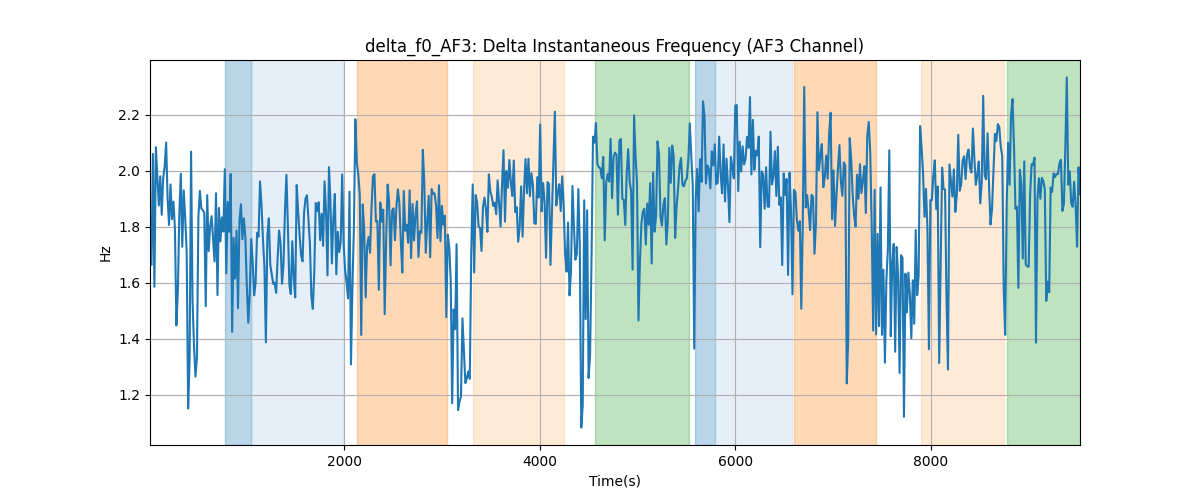 delta_f0_AF3: Delta Instantaneous Frequency (AF3 Channel)
2.2
2.0
1.8
1.6
1.4
1.2
Hz
2000 4000 6000 8000
Time(s)